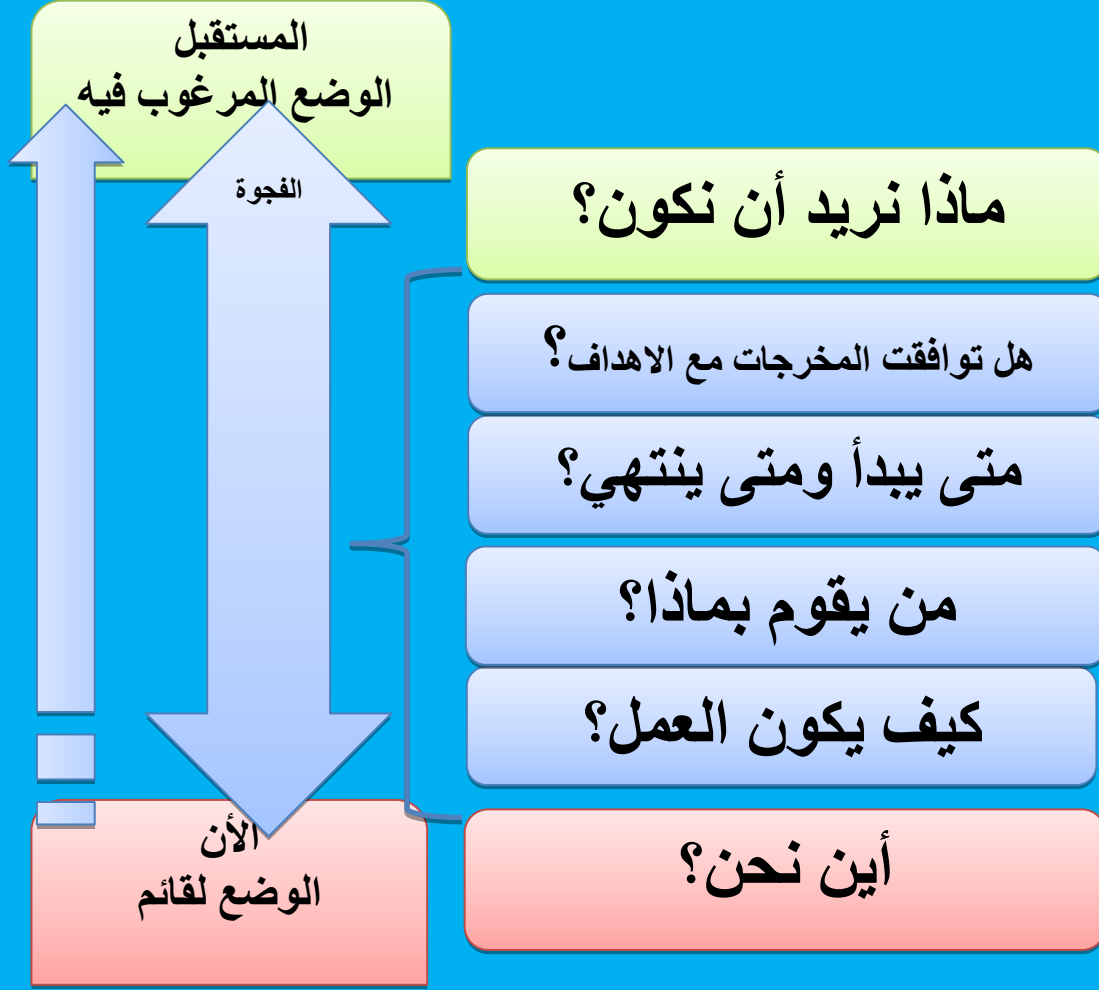 المستقبل
الوضع المرغوب فيه
الفجوة
ماذا نريد أن نكون؟
هل توافقت المخرجات مع الاهداف؟
متى يبدأ ومتى ينتهي؟
من يقوم بماذا؟
كيف يكون العمل؟
أين نحن؟
الأن
الوضع لقائم